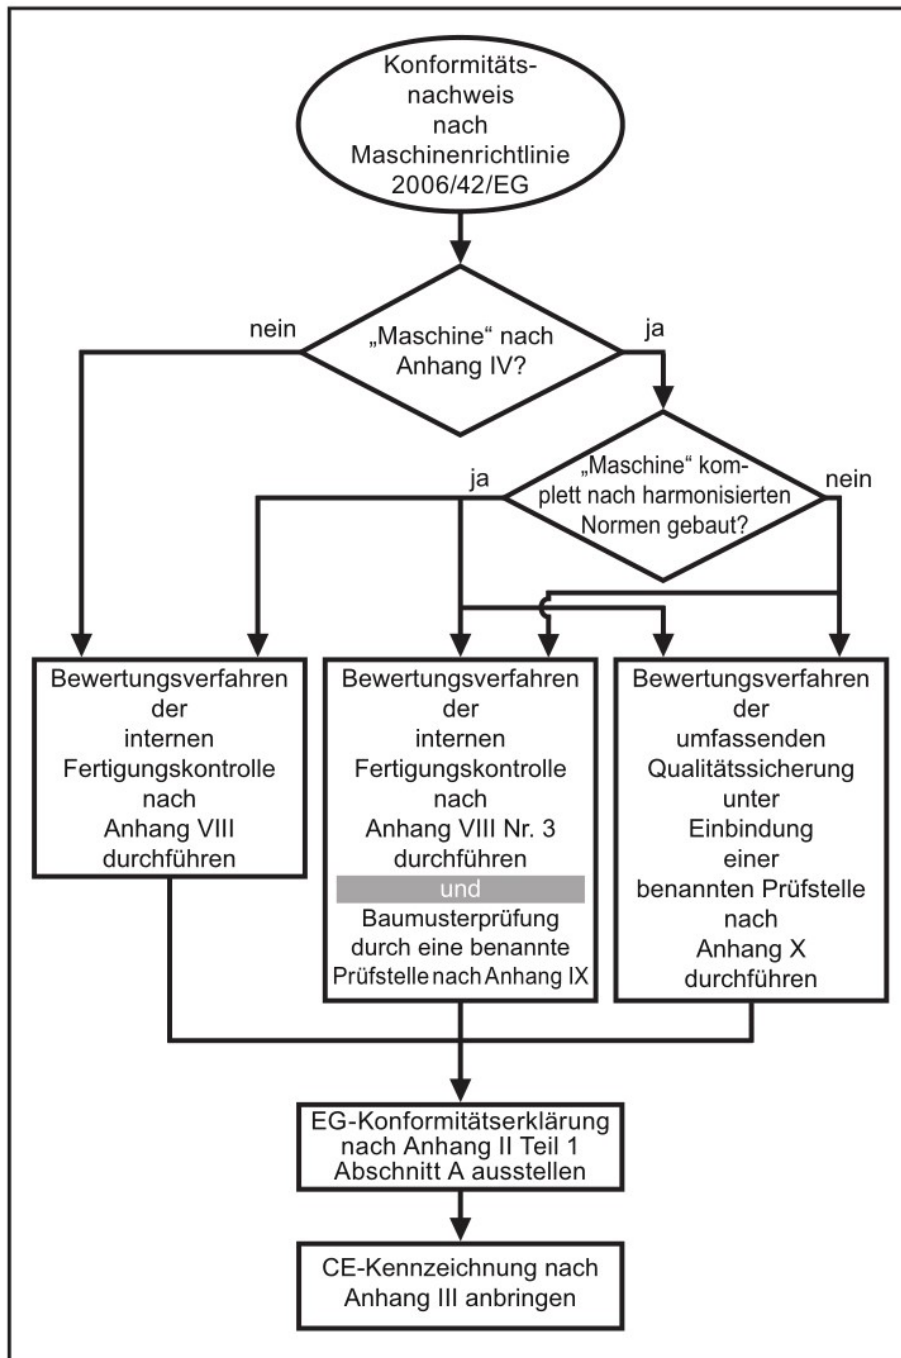 Konformitäts-
nachweis
nach
Maschinenrichtlinie
2006/42/EG
nein
„Maschine“ nach
Anhang IV?
ja
ja
„Maschine“ kom-
plett nach harmonisierten
Normen gebaut?
nein
Bewertungsverfahren
der
internen
Fertigungskontrolle
nach
Anhang VIII
durchführen
Bewertungsverfahren
der
internen
Fertigungskontrolle
nach
Anhang VIII Nr. 3
durchführen
und
Baumusterprüfung
durch eine benannte
Prüfstelle nach Anhang IX
Bewertungsverfahren
der
umfassenden
Qualitätssicherung
unter
Einbindung
einer
benannten Prüfstelle
nach
Anhang X
durchführen
EG-Konformitätserklärung
nach Anhang II Teil 1
Abschnitt A ausstellen
CE-Kennzeichnung nach
Anhang III anbringen